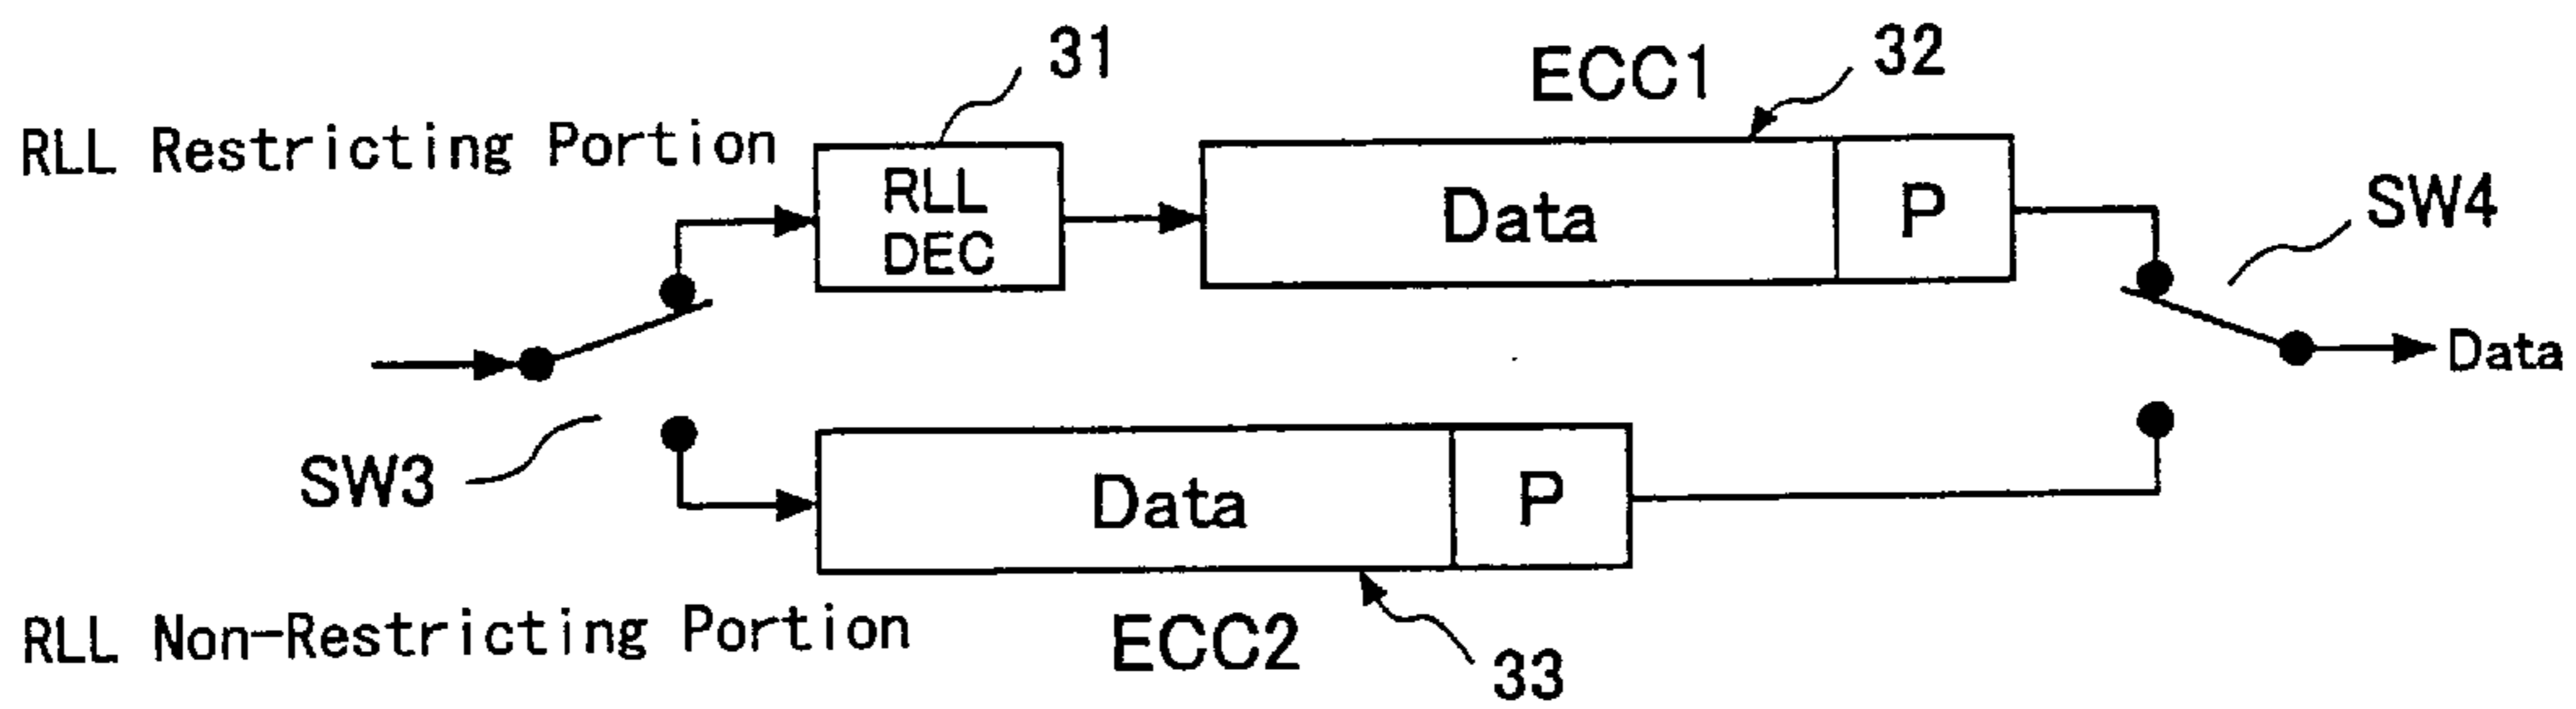 31
ECC1
32
RLL Restricting Portion
RLL
DEC
Data
P
SW4
Data
SW3
Data
P
RLL Non-Restricting Portion
ECC2
33